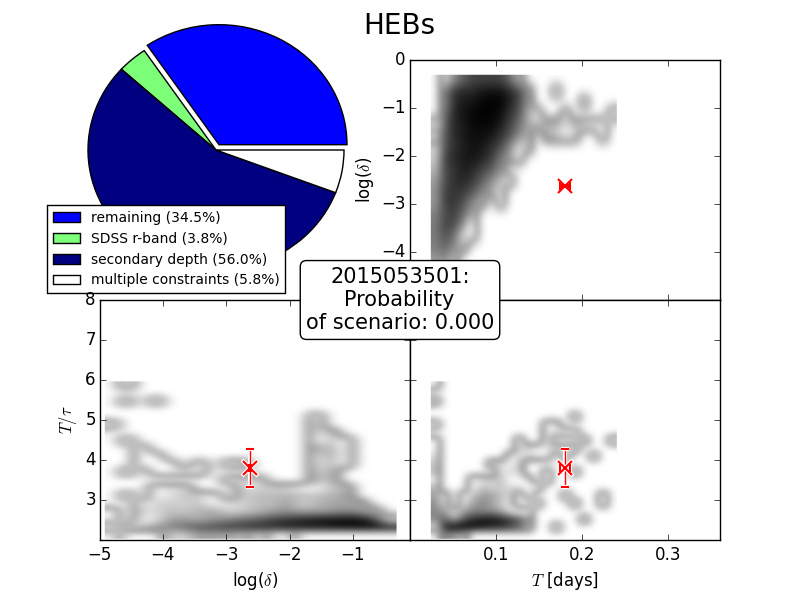 HEBs
remaining (34.5%)
SDSS r-band (3.8%)
secondary depth (56.0%)
multiple constraints (5.8%)
0
−1
−2
−3
−4
log(δ)
2015053501:
Probability
of scenario: 0.000
8
7
6
5
4
3
T/τ
−5 −4 −3 −2 −1
log(δ)
0.1 0.2 0.3
T [days]